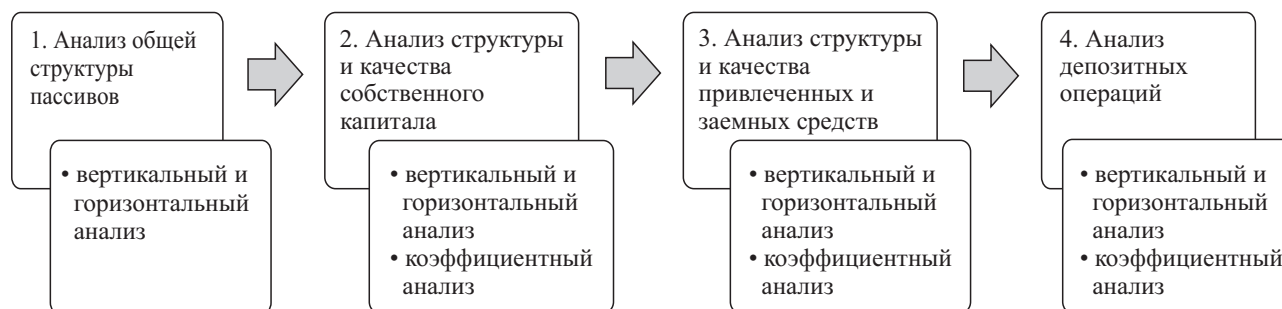 1. Анализ общей
структуры
пассивов
• вертикальный и
горизонтальный
анализ
2. Анализ структуры
и качества
собственного
капитала
• вертикальный и
горизонтальный
анализ
• коэффициентный
анализ
3. Анализ структуры
и качества
привлеченных и
заемных средств
• вертикальный и
горизонтальный
анализ
• коэффициентный
анализ
4. Анализ
депозитных
операций
• вертикальный и
горизонтальный
анализ
• коэффициентный
анализ